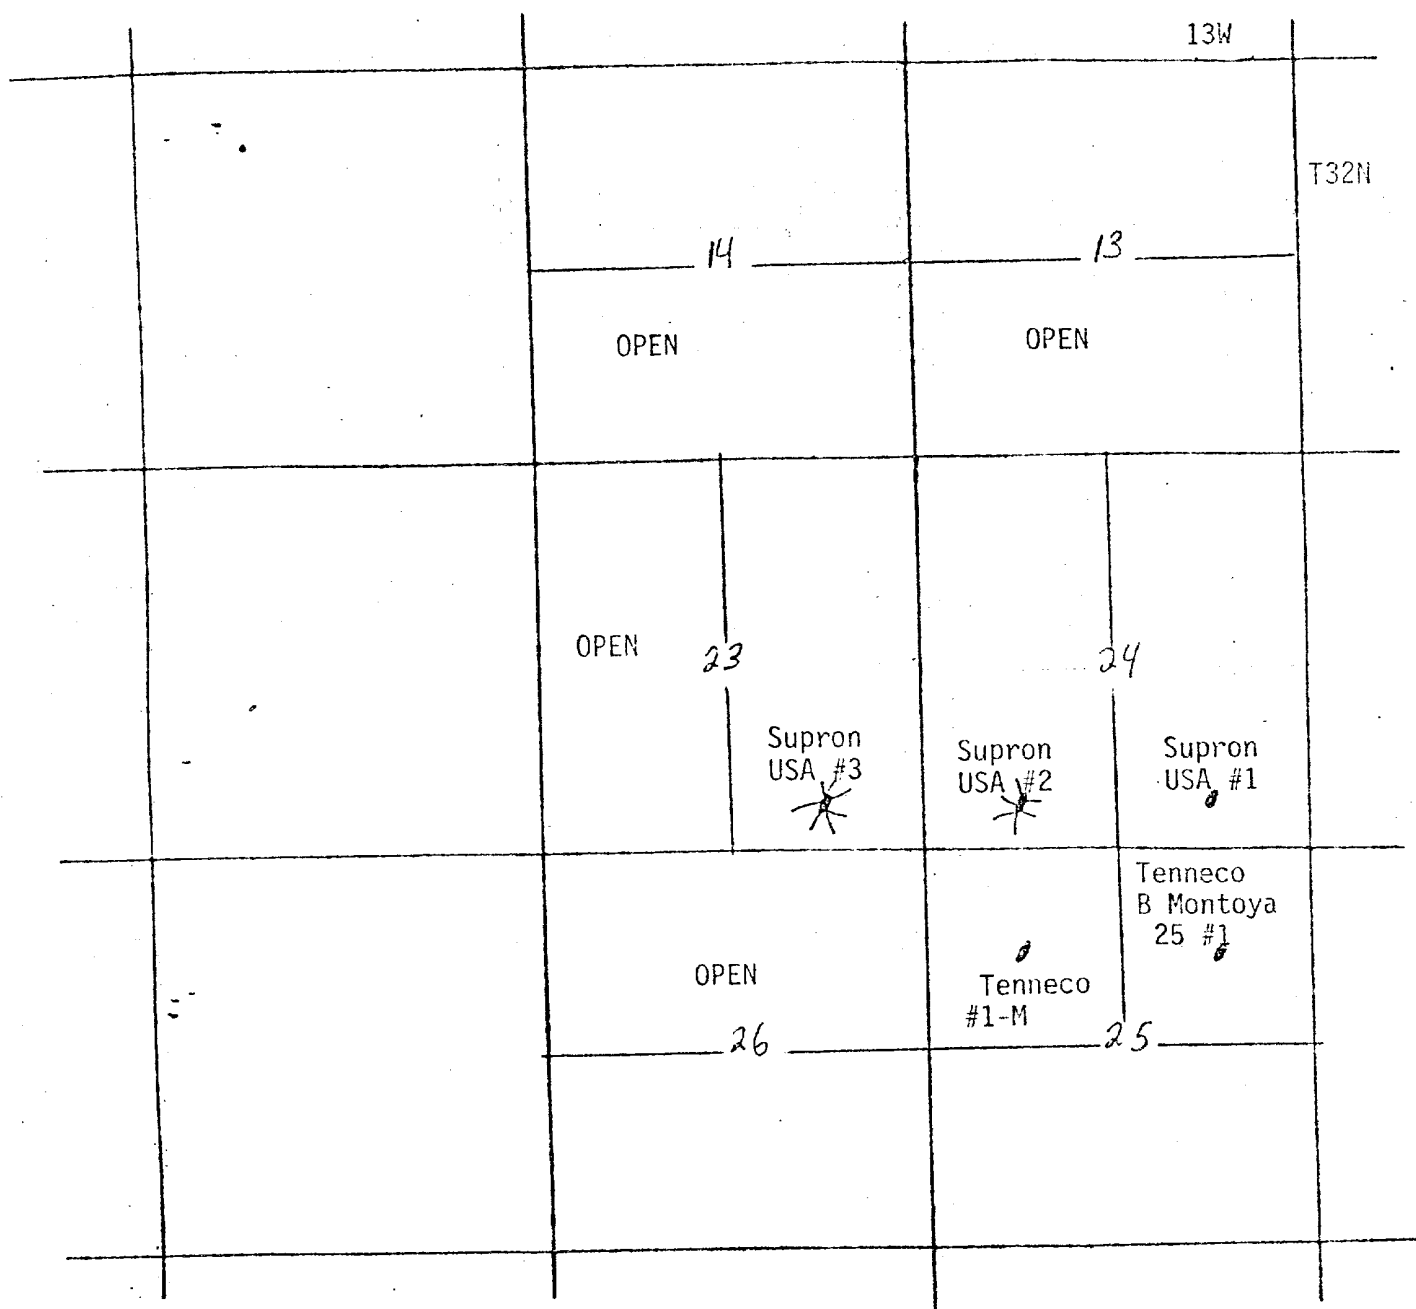 13W
T32N
14
13
OPEN
OPEN
OPEN
23
24
Supron
USA #3
Supron
USA #2
Supron
USA #1
Tenneco
B Montoya
25 #1
OPEN
Tenneco
#1-M
26
25